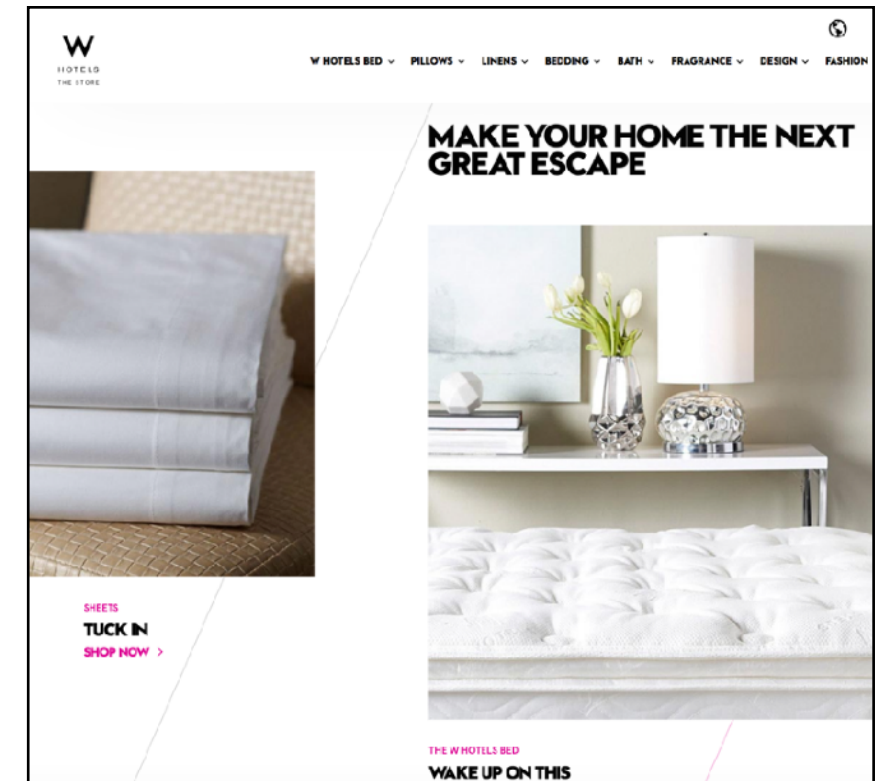 W
HOTELS
THE STORE
W HOTELS BED PILLOWS LINENS BEDDING BATH FRAGRANCE DESIGN FASHION
MAKE YOUR HOME THE NEXT
GREAT ESCAPE
SHEETS
TUCK IN
SHOP NOW >
THE W HOTELS BED
WAKE UP ON THIS